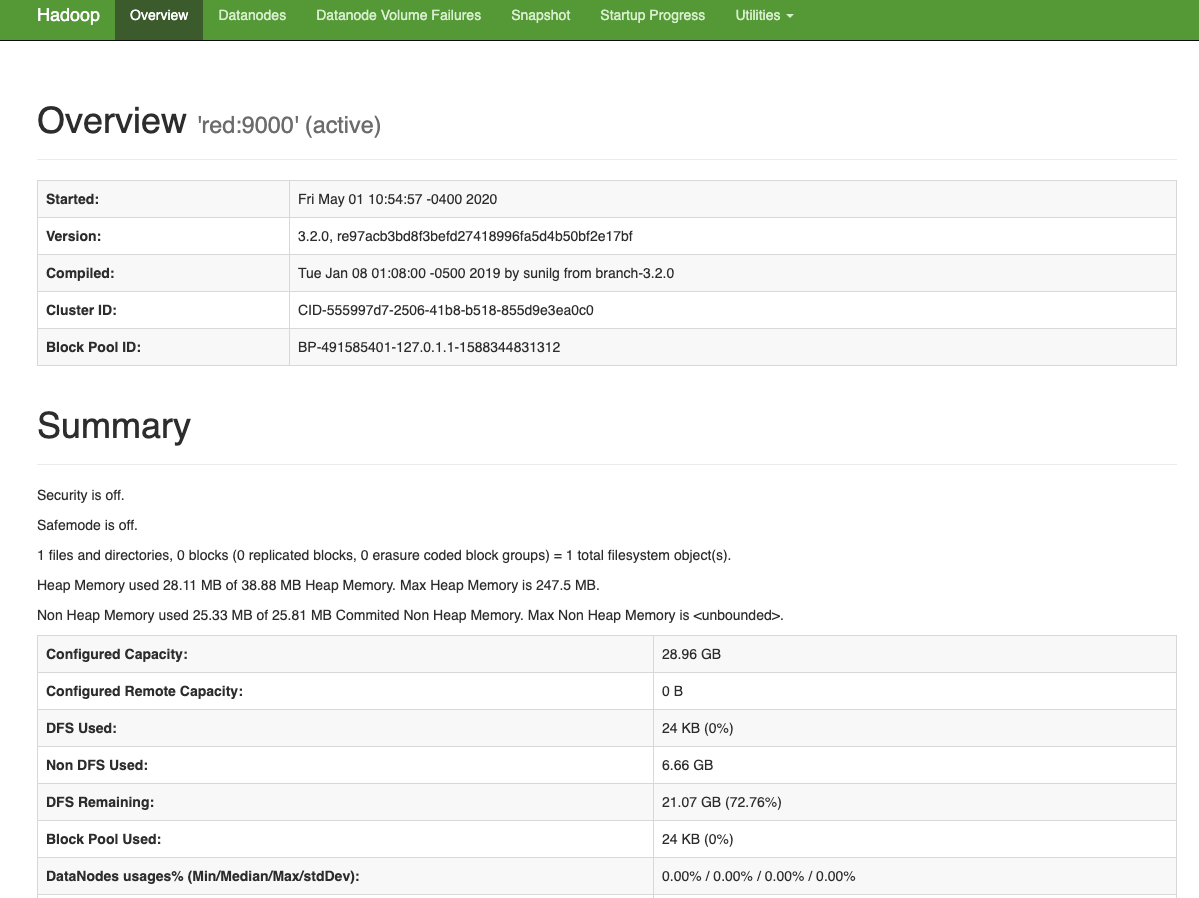 Hadoop Overview Datanodes Datanode Volume Failures Snapshot Startup Progress Utilities
Overview 'red:9000' (active)
Started: Fri May 01 10:54:57 -0400 2020
Version: 3.2.0, re97acb3bd8f3befd27418996fa5d4b50bf2e17bf
Compiled: Tue Jan 08 01:08:00 -0500 2019 by sunilg from branch-3.2.0
Cluster ID: CID-555997d7-2506-41b8-b518-855d9e3ea0c0
Block Pool ID: BP-491585401-127.0.1.1-1588344831312
Summary
Security is off.
Safemode is off.
1 files and directories, 0 blocks (0 replicated blocks, 0 erasure coded block groups) = 1 total filesystem object(s).
Heap Memory used 28.11 MB of 38.88 MB Heap Memory. Max Heap Memory is 247.5 MB.
Non Heap Memory used 25.33 MB of 25.81 MB Commited Non Heap Memory. Max Non Heap Memory is <unbounded>.
Configured Capacity: 28.96 GB
Configured Remote Capacity: 0 B
DFS Used: 24 KB (0%)
Non DFS Used: 6.66 GB
DFS Remaining: 21.07 GB (72.76%)
Block Pool Used: 24 KB (0%)
DataNodes usages% (Min/Median/Max/stdDev): 0.00% / 0.00% / 0.00% / 0.00%